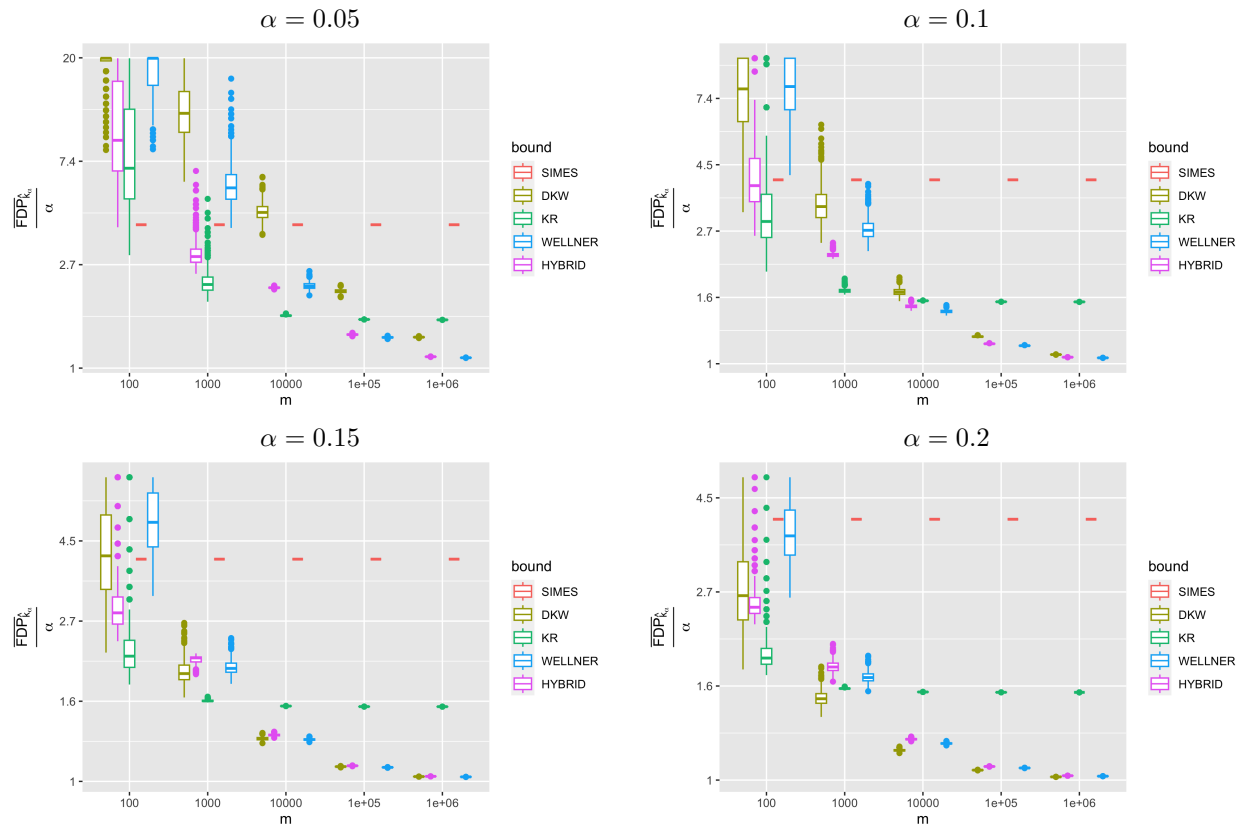 α = 0.05
20
7.4
2.7
1
FDP k̂α
α
100
1000
10000
1e+05
1e+06
m
bound
SIMES
DKW
KR
WELLNER
HYBRID
α = 0.1
7.4
4.5
2.7
1.6
1
FDP k̂α
α
100
1000
10000
1e+05
1e+06
m
bound
SIMES
DKW
KR
WELLNER
HYBRID
α = 0.15
4.5
2.7
1.6
1
FDP k̂α
α
100
1000
10000
1e+05
1e+06
m
bound
SIMES
DKW
KR
WELLNER
HYBRID
α = 0.2
4.5
2.7
1.6
1
FDP k̂α
α
100
1000
10000
1e+05
1e+06
m
bound
SIMES
DKW
KR
WELLNER
HYBRID